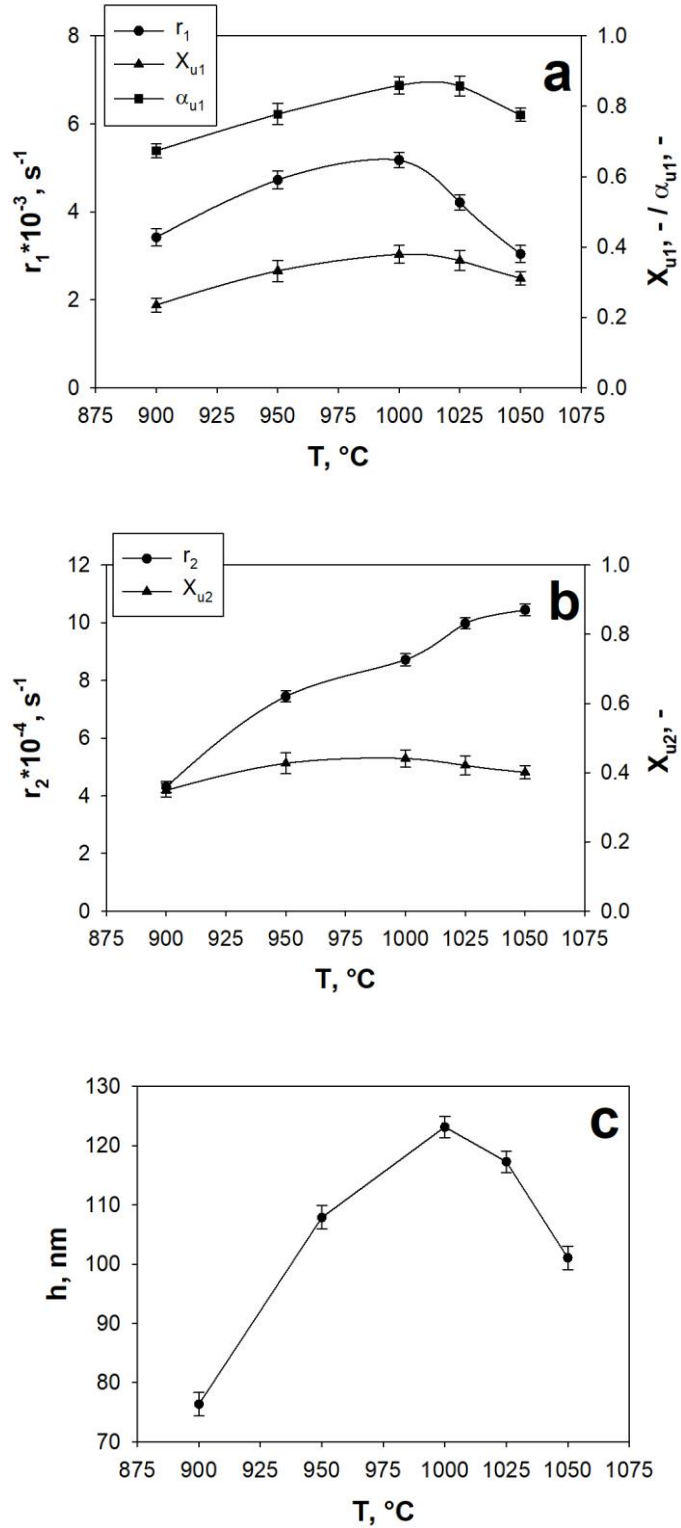 r1
Xu1
αu1
a
8
6
4
2
0
1.0
0.8
0.6
0.4
0.2
0.0
r1*10-3, s-1
Xu1, - / αu1, -
875 900 925 950 975 1000 1025 1050 1075
T, °C
r2
Xu2
b
12
10
8
6
4
2
0
1.0
0.8
0.6
0.4
0.2
0.0
r2*10-4, s-1
Xu2, -
875 900 925 950 975 1000 1025 1050 1075
T, °C
c
130
120
110
100
90
80
70
h, nm
875 900 925 950 975 1000 1025 1050 1075
T, °C